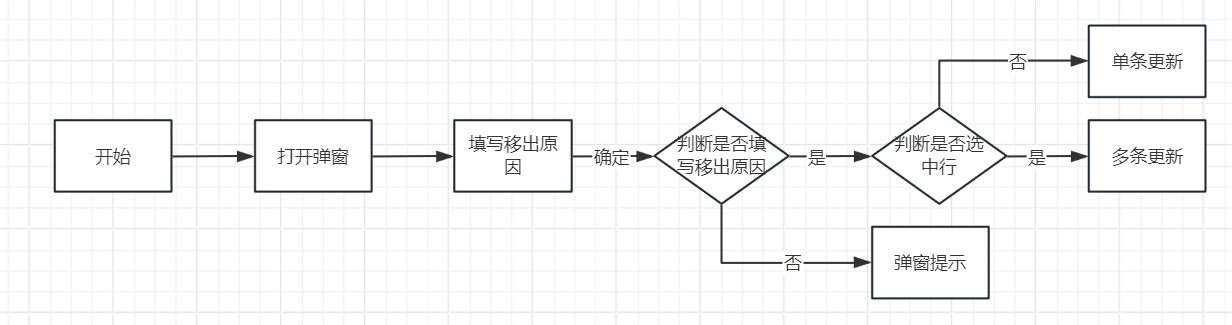 开始
打开弹窗
填写移出原
因
确定
判断是否填
写移出原因
是
判断是否选
中行
否
单条更新
是
多条更新
否
弹窗提示